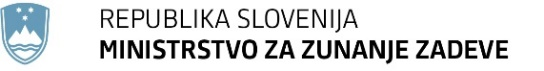 REPUBLIKA SLOVENIJA
MINISTRSTVO ZA ZUNANJE ZADEVE